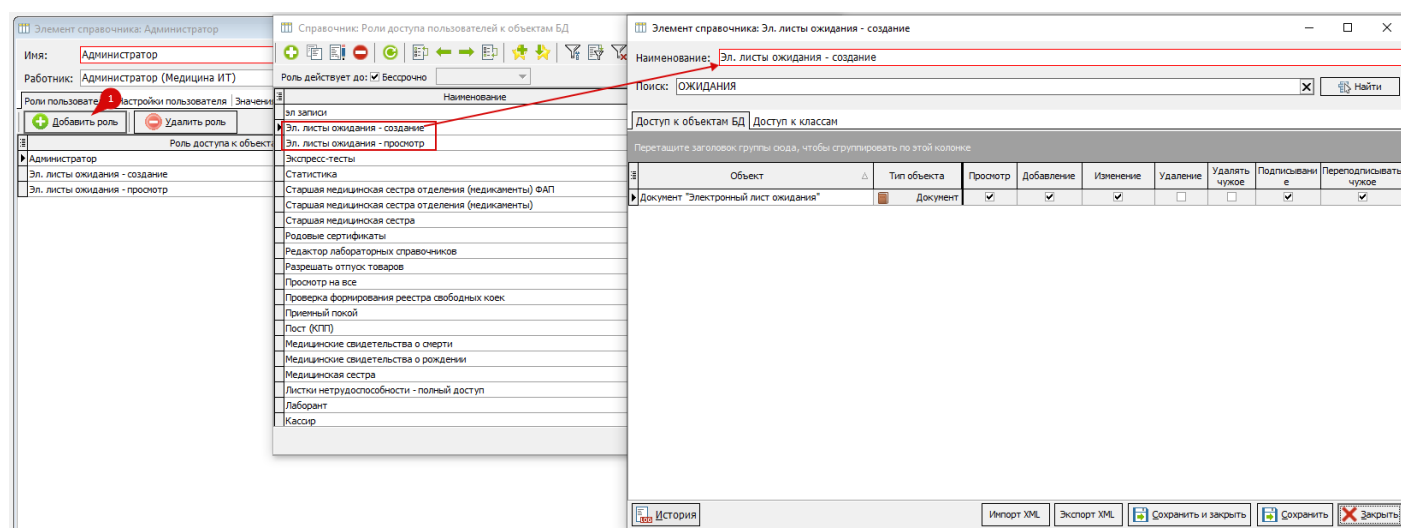 Элемент справочника: Администратор
Имя: Администратор
Работник: Администратор (Медицина ИТ)
Роли пользовате
1
астройки пользователя
Значени
Добавить роль
Удалить роль
Роль доступа к объекта
Администратор
Эл. листы ожидания - создание
Эл. листы ожидания - просмотр
Справочник: Роли доступа пользователей к объектам БД
Роль действует до: Бессрочно
Наименование
эл записи
Эл. листы ожидания - создание
Эл. листы ожидания - просмотр
Экспресс-тесты
Статистика
Старшая медицинская сестра отделения (медикаменты) ФАП
Старшая медицинская сестра отделения (медикаменты)
Старшая медицинская сестра
Родовые сертификаты
Редактор лабораторных справочников
Разрешать отпуск товаров
Просмотр на все
Проверка формирования реестра свободных коек
Приемный покой
Пост (КПП)
Медицинские свидетельства о смерти
Медицинские свидетельства о рождении
Медицинская сестра
Листки нетрудоспособности - полный доступ
Лаборант
Кассир
Элемент справочника: Эл. листы ожидания - создание
Наименование: Эл. листы ожидания - создание
Поиск: ОЖИДАНИЯ
Найти
Доступ к объектам БД Доступ к классам
Перетащите заголовок группы сюда, чтобы сгруппировать по этой колонке
Объект Тип объекта Просмотр Добавление Изменение Удаление Удалять чужое Подписывание Переподписывать чужое
Документ "Электронный лист ожидания" Документ
История
Импорт XML Экспорт XML Сохранить и закрыть Сохранить Закрыть